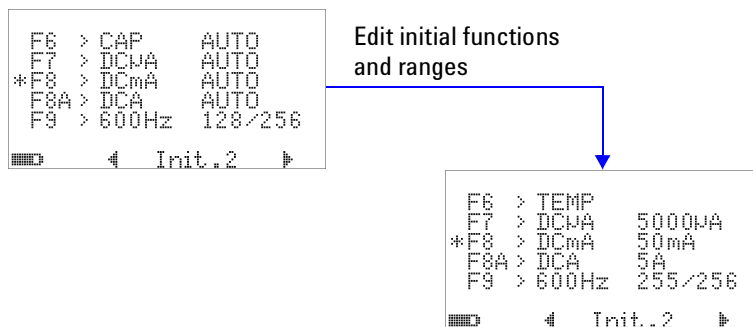 F6 > CAP AUTO
F7 > DCµA AUTO
*F8 > DCmA AUTO
F8A > DCA AUTO
F9 > 600Hz 128/256
Init.2
Edit initial functions
and ranges
F6 > TEMP
F7 > DCµA 5000µA
*F8 > DCmA 50mA
F8A > DCA 5A
F9 > 600Hz 255/256
Init.2